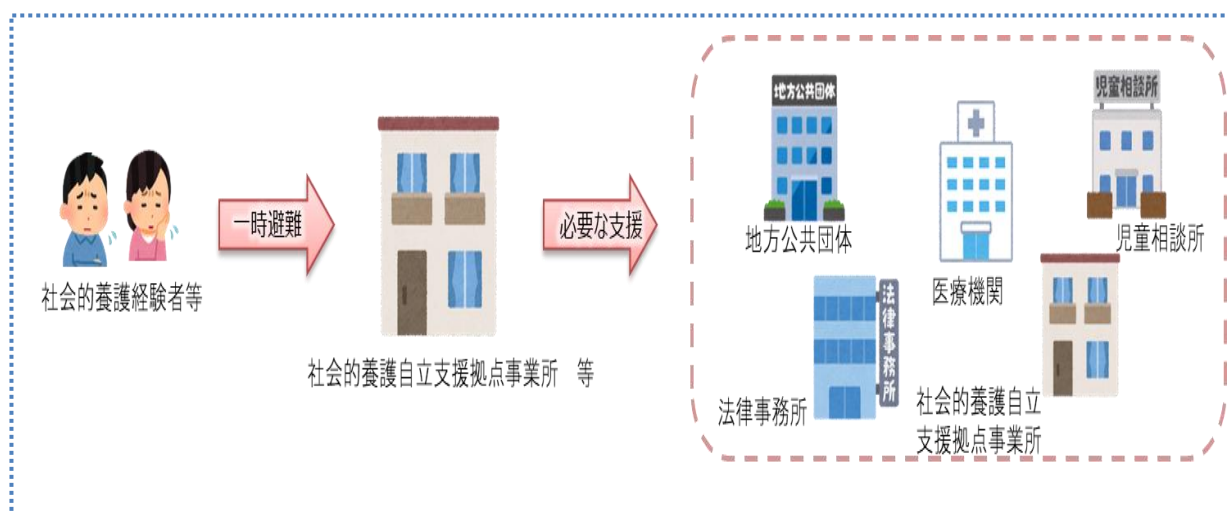 社会的養護経験者等
一時避難
社会的養護自立支援拠点事業所　等
必要な支援
地方公共団体
地方公共団体
医療機関
児童相談所
児童相談所
法律事務所
法律事務所
社会的養護自立
支援拠点事業所